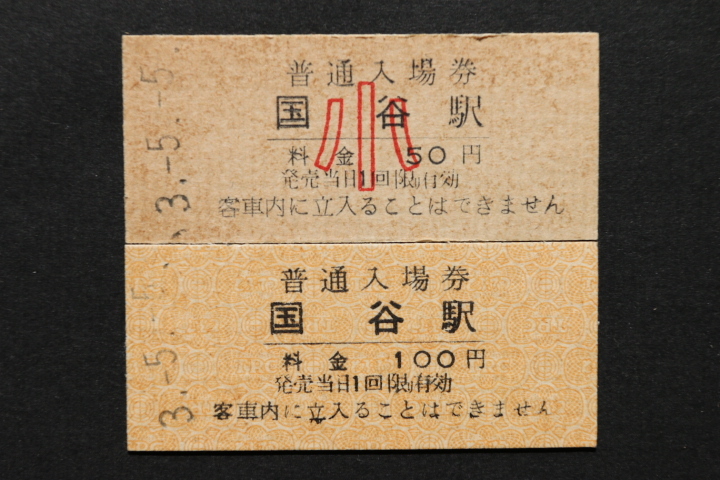 3.-5.-5.
普通入場券
国谷駅
小
料金 50円
発売当日1回限り有効
客車内に立入ることはできません
3.-5.-5.
普通入場券
国谷駅
料金 100円
発売当日1回限り有効
客車内に立入ることはできません